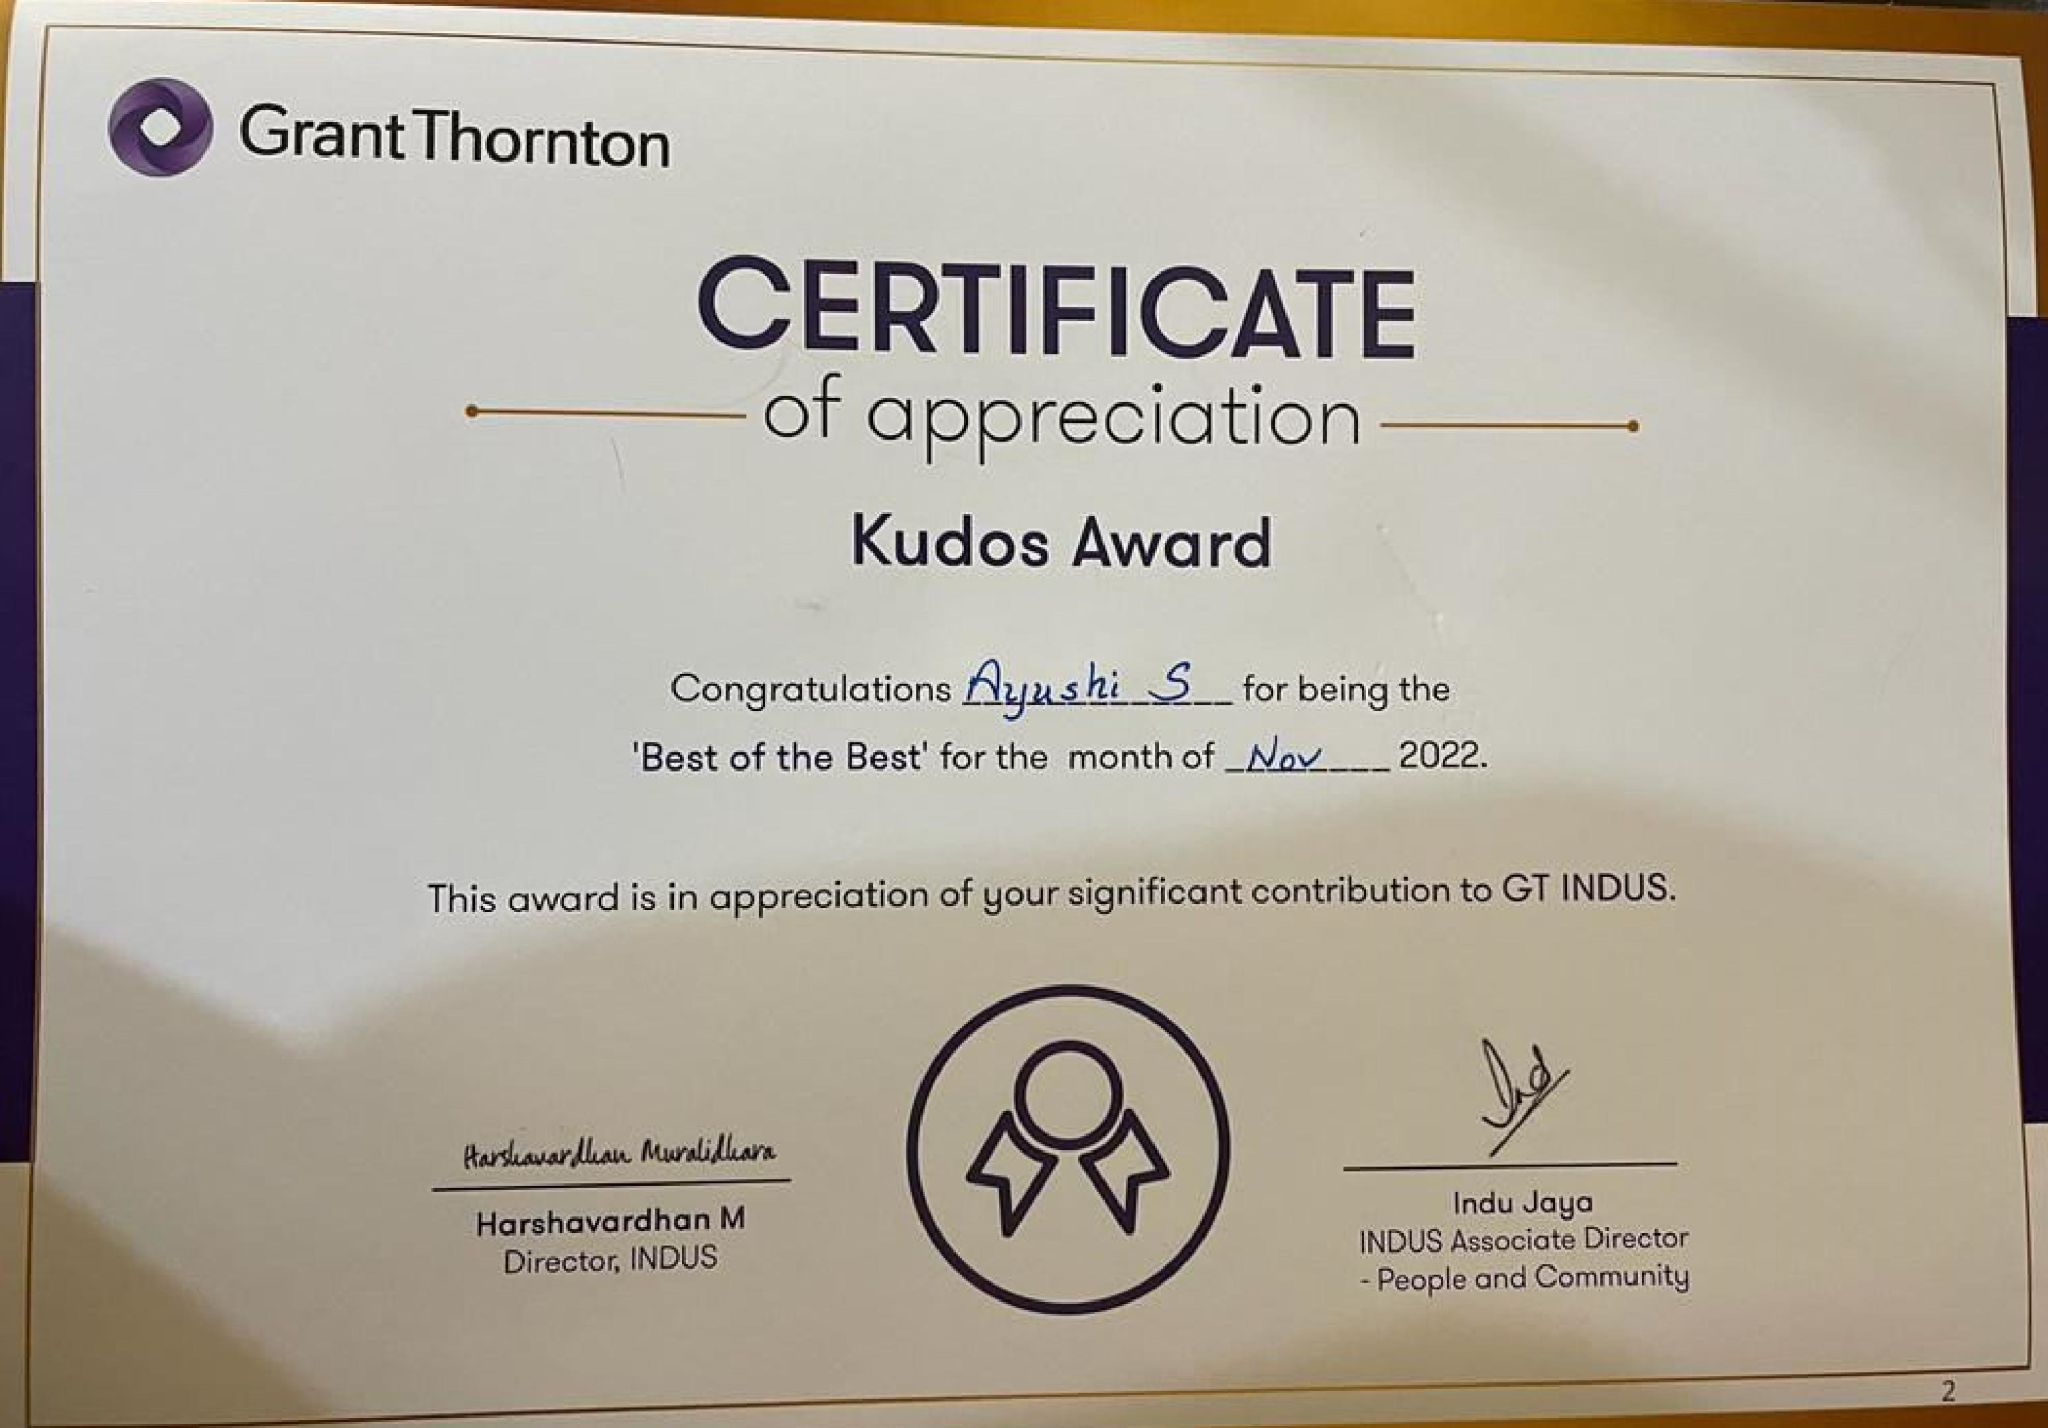 Grant Thornton
CERTIFICATE
of appreciation
Kudos Award
Congratulations Ayushi S for being the
'Best of the Best' for the month of Nov 2022.
This award is in appreciation of your significant contribution to GT INDUS.
Harshavardhan Muralidhara
Harshavardhan M
Director, INDUS
Ind
Indu Jaya
INDUS Associate Director
- People and Community
2